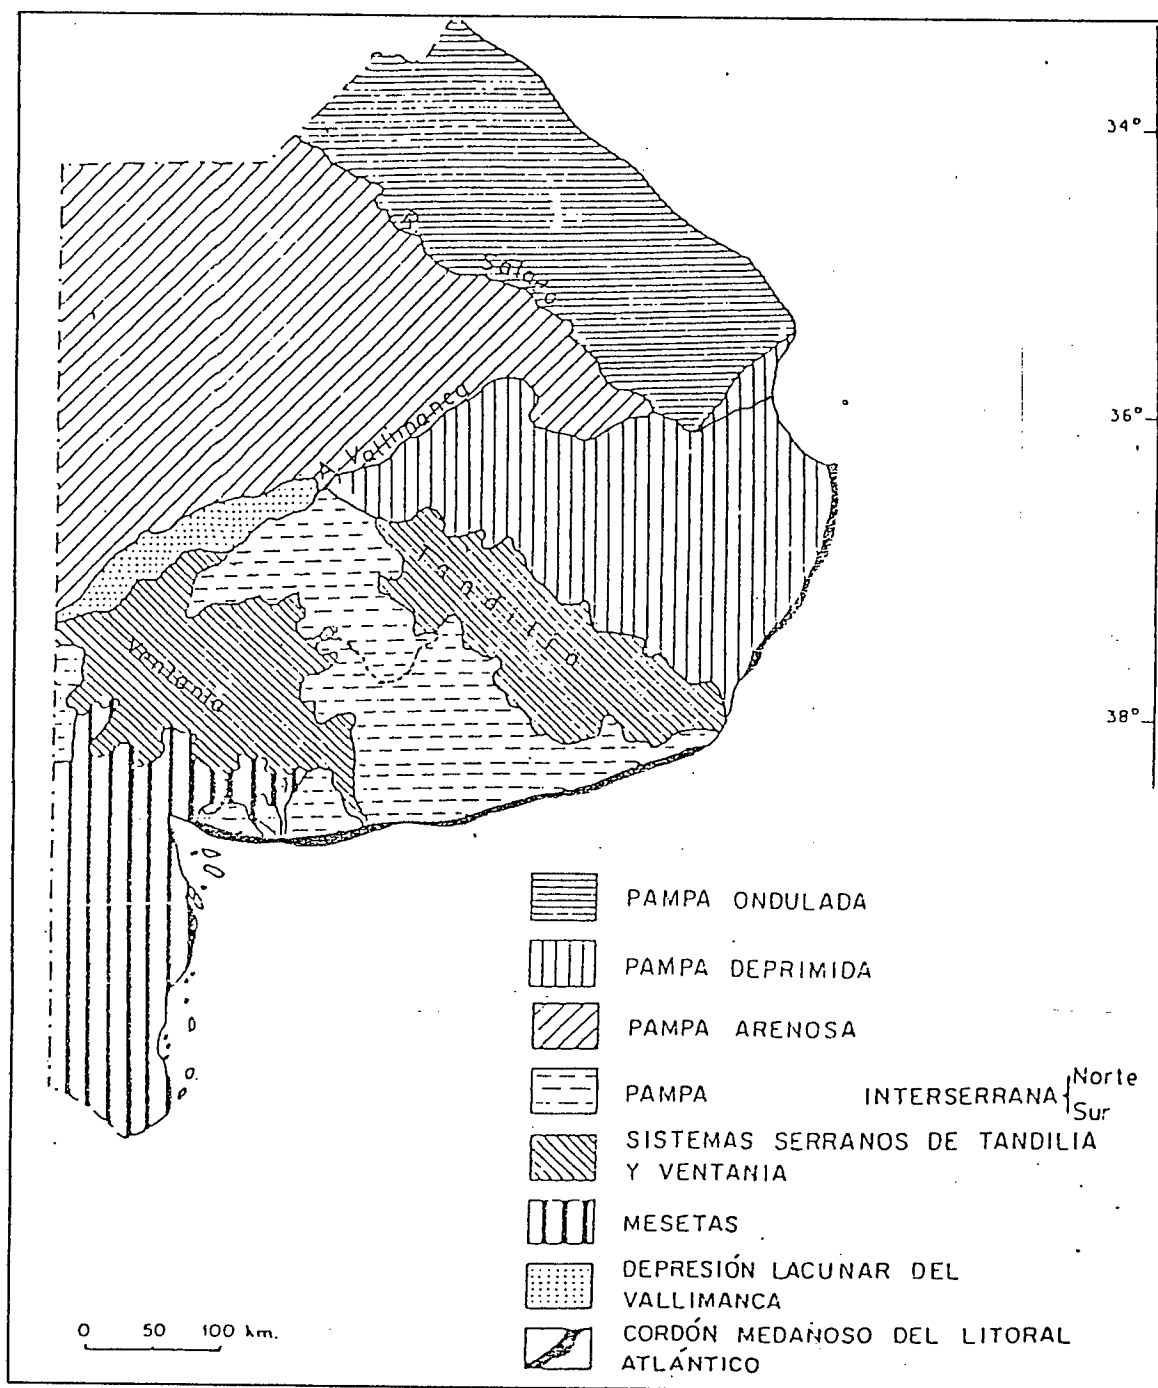 34°
R.
Salado
A. Vallimanca
36°
Tandilia
Ventania
38°
PAMPA ONDULADA
PAMPA DEPRIMIDA
PAMPA ARENOSA
PAMPA INTERSERRANA { Norte
Sur
SISTEMAS SERRANOS DE TANDILIA
Y VENTANIA
MESETAS
DEPRESIÓN LACUNAR DEL
VALLIMANCA
CORDÓN MEDAÑOSO DEL LITORAL
ATLÁNTICO
0 50 100 km.